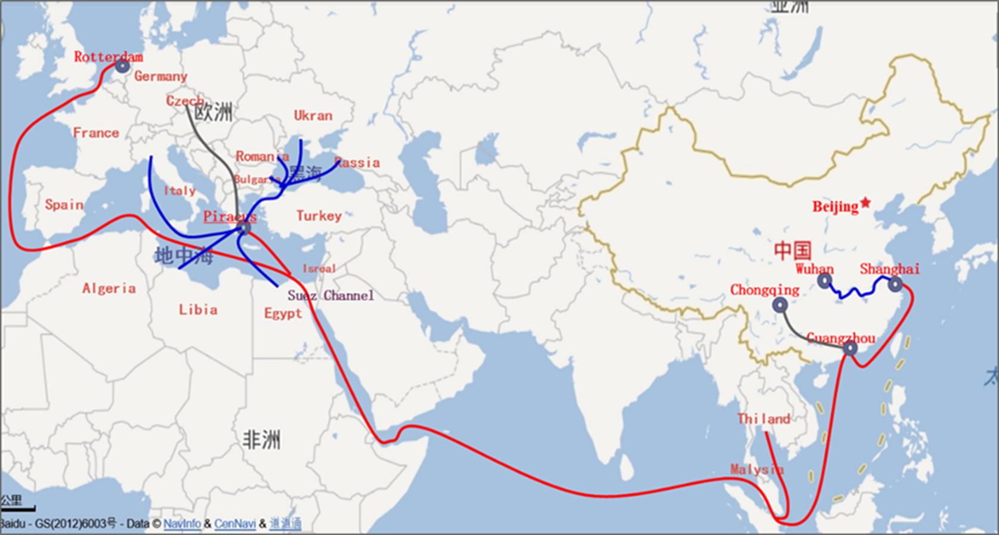 亚洲
Rotterdam
Germany
Czech
欧洲
Ukran
France
Romania
Rassia
黑海
Bulgaria
Italy
Spain
Beijing
Piraeus
Turkey
中国
地中海
Wuhan
Shanghai
Isreal
Algeria
Chongqing
Suez Channel
Libia
Egypt
Guangzhou
Thiland
非洲
Malysia
公里
Baidu - GS(2012)6003号 - Data © NavInfo & CenNavi & 道道通